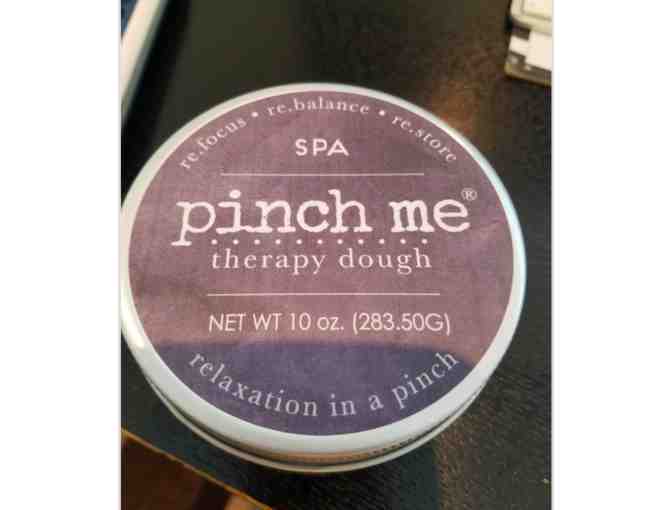 re.focus • re.balance • re.store
SPA
pinch me®
therapy dough
NET WT 10 oz. (283.50G)
relaxation in a pinch